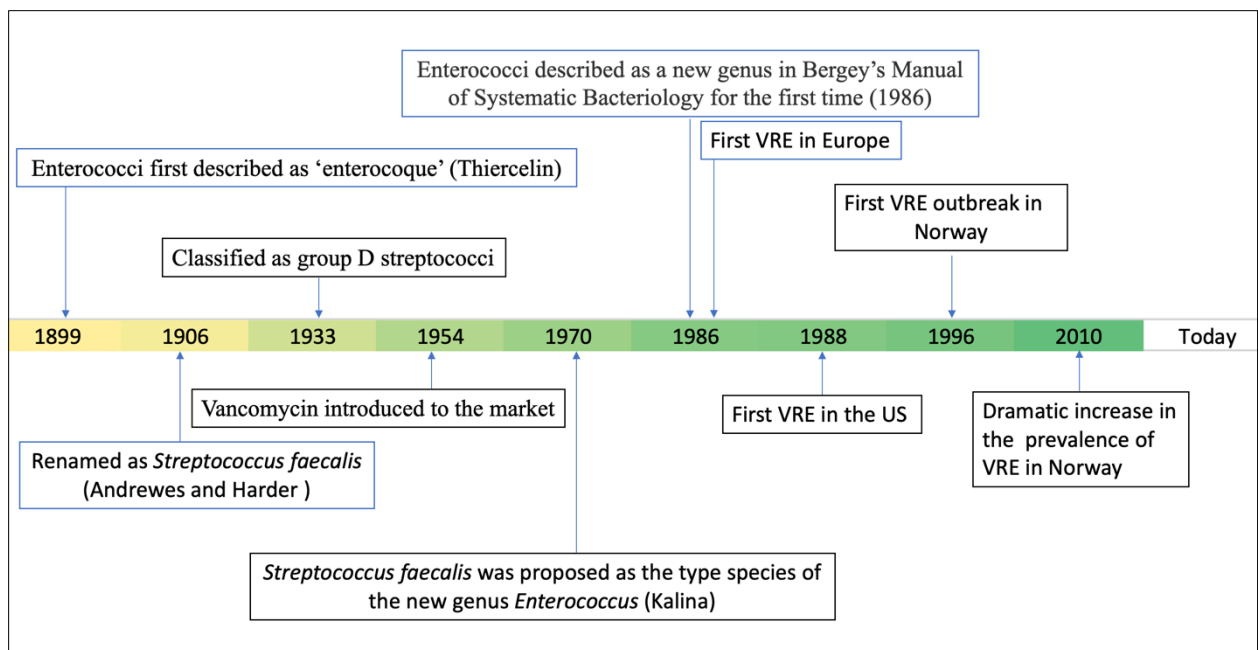 Enterococci described as a new genus in Bergey’s Manual
of Systematic Bacteriology for the first time (1986)
First VRE in Europe
Enterococci first described as ‘enterocoque’ (Thiercelin)
First VRE outbreak in
Norway
Classified as group D streptococci
1899 1906 1933 1954 1970 1986 1988 1996 2010 Today
Vancomycin introduced to the market
First VRE in the US
Dramatic increase in
the prevalence of
VRE in Norway
Renamed as Streptococcus faecalis
(Andrewes and Harder )
Streptococcus faecalis was proposed as the type species of
the new genus Enterococcus (Kalina)